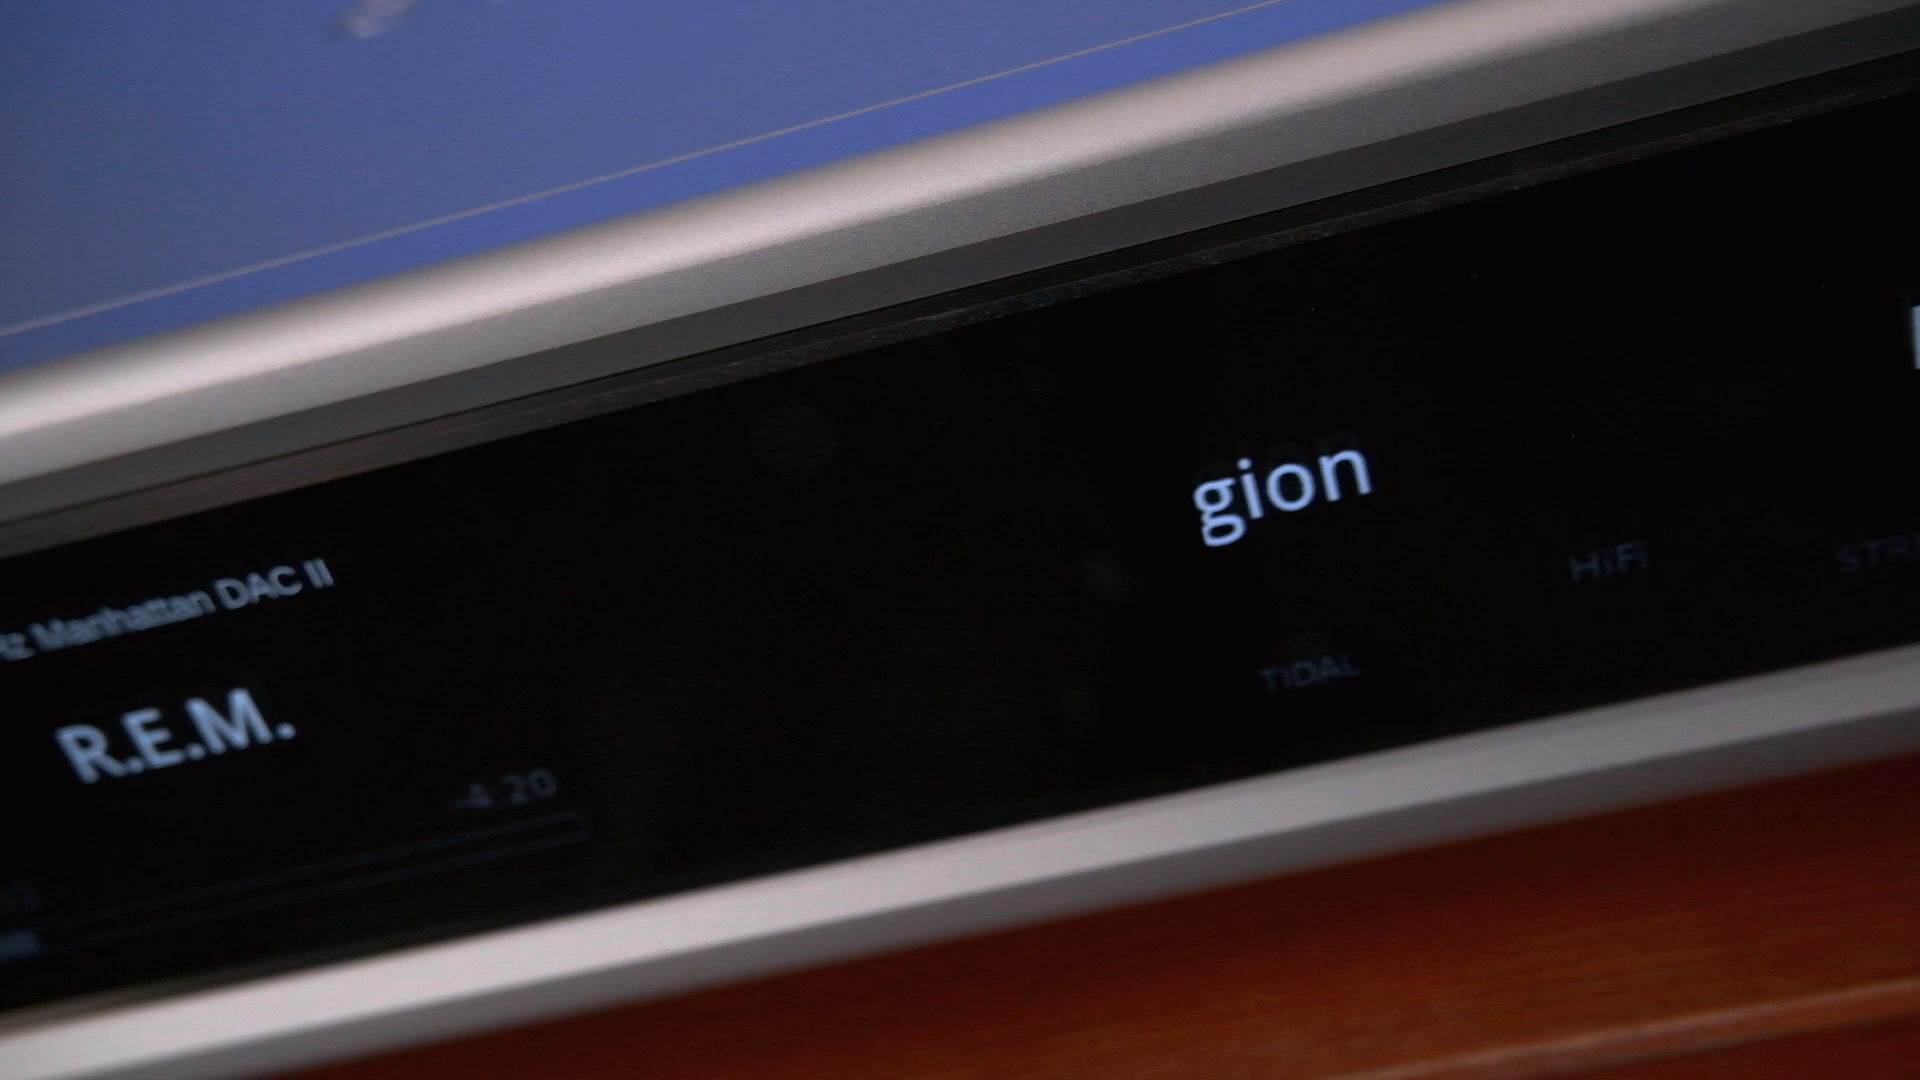 Manhattan DAC II
R.E.M.
-4:20
gion
TIDAL
HiFi